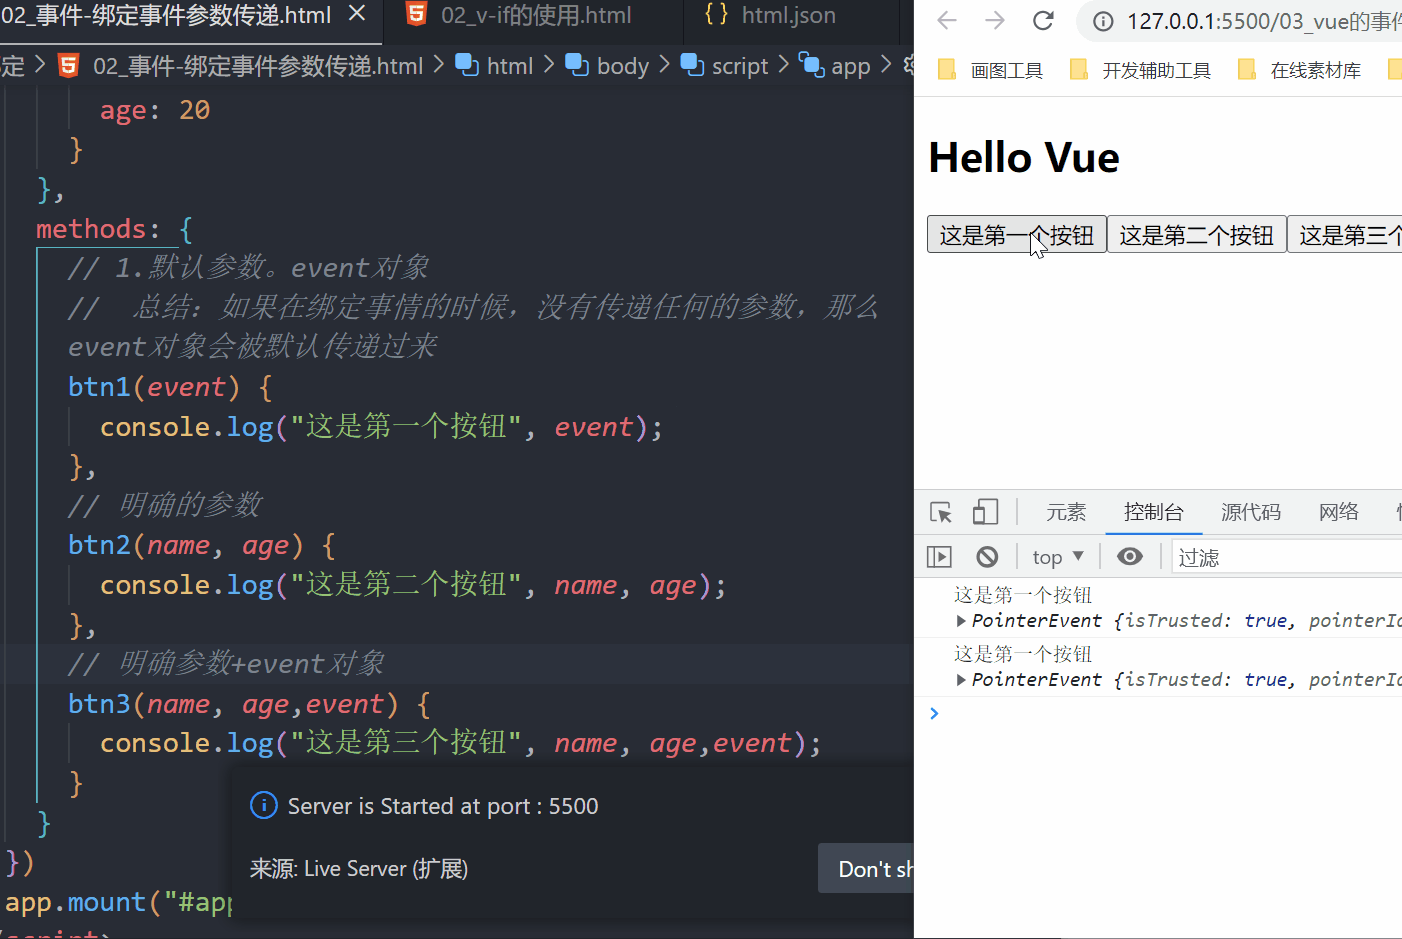 02_事件-绑定事件参数传递.html
02_v-if的使用.html
html.json
定 > 02_事件-绑定事件参数传递.html > html > body > script > app >
age: 20
}
},
methods: {
// 1.默认参数。event对象
// 总结: 如果在绑定事情的时候，没有传递任何的参数，那么
event对象会被默认传递过来
btn1(event) {
console.log("这是第一个按钮", event);
},
// 明确的参数
btn2(name, age) {
console.log("这是第二个按钮", name, age);
},
// 明确参数+event对象
btn3(name, age,event) {
console.log("这是第三个按钮", name, age,event);
}
}
})
app.mount("#app
Server is Started at port : 5500
来源: Live Server (扩展)
Don't sh
127.0.0.1:5500/03_vue的事件
画图工具 开发辅助工具 在线素材库
Hello Vue
这是第一个按钮 这是第二个按钮 这是第三个
元素 控制台 源代码 网络
top 过滤
这是第一个按钮
PointerEvent {isTrusted: true, pointerId
这是第一个按钮
PointerEvent {isTrusted: true, pointerId